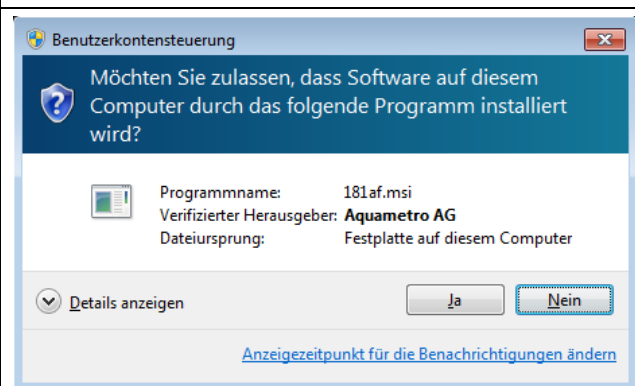 Benutzerkontensteuerung
Möchten Sie zulassen, dass Software auf diesem
Computer durch das folgende Programm installiert
wird?
Programmname: 181af.msi
Verifizierter Herausgeber: Aquametro AG
Dateiursprung: Festplatte auf diesem Computer
Details anzeigen Ja Nein
Anzeigezeitpunkt für die Benachrichtigungen ändern